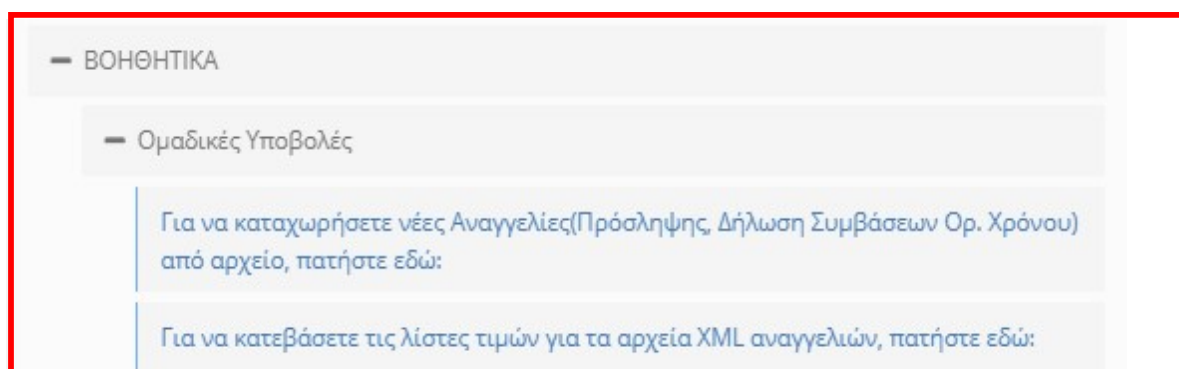 ΒΟΗΘΗΤΙΚΑ
Ομαδικές Υποβολές
Για να καταχωρήσετε νέες Αναγγελίες(Πρόσληψης, Δήλωση Συμβάσεων Ορ. Χρόνου)
από αρχείο, πατήστε εδώ:
Για να κατεβάσετε τις λίστες τιμών για τα αρχεία XML αναγγελιών, πατήστε εδώ: